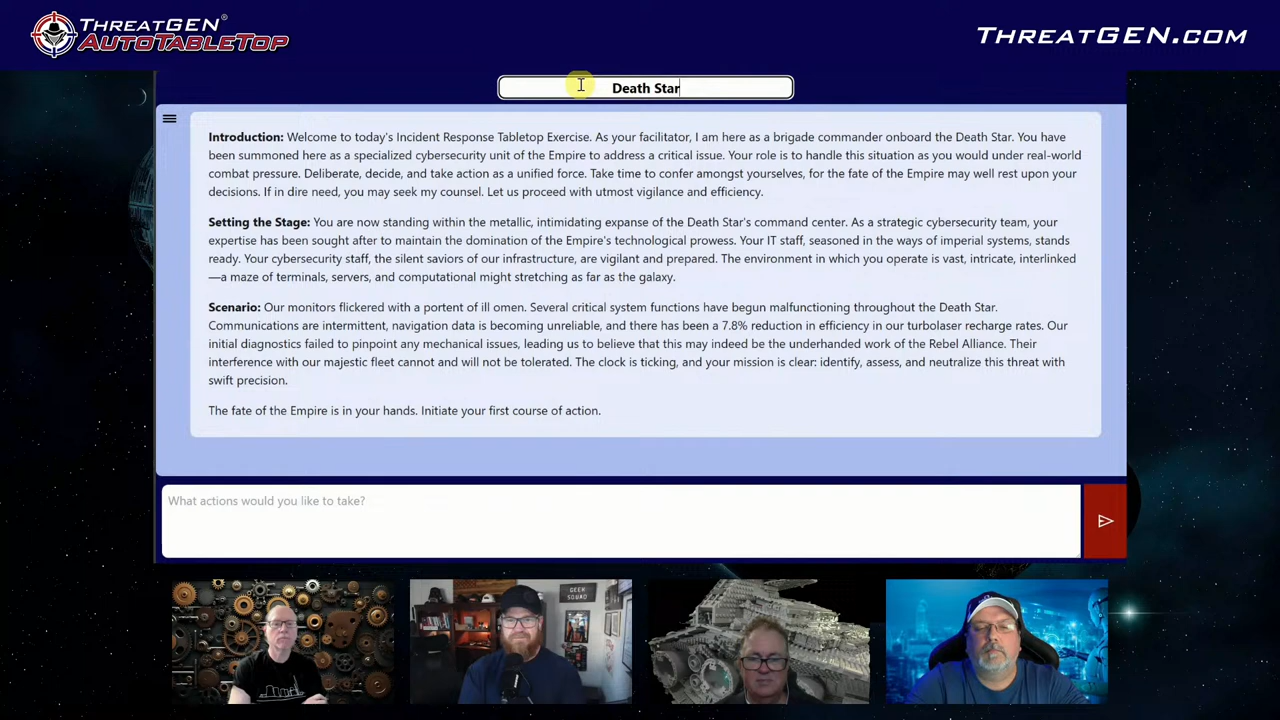 THREATGEN®
AUTOTABLETOP
THREATGEN.COM
Death Star
Introduction: Welcome to today's Incident Response Tabletop Exercise. As your facilitator, I am here as a brigade commander onboard the Death Star. You have
been summoned here as a specialized cybersecurity unit of the Empire to address a critical issue. Your role is to handle this situation as you would under real-world
combat pressure. Deliberate, decide, and take action as a unified force. Take time to confer amongst yourselves, for the fate of the Empire may well rest upon your
decisions. If in dire need, you may seek my counsel. Let us proceed with utmost vigilance and efficiency.
Setting the Stage: You are now standing within the metallic, intimidating expanse of the Death Star's command center. As a strategic cybersecurity team, your
expertise has been sought after to maintain the domination of the Empire's technological prowess. Your IT staff, seasoned in the ways of imperial systems, stands
ready. Your cybersecurity staff, the silent saviors of our infrastructure, are vigilant and prepared. The environment in which you operate is vast, intricate, interlinked
—a maze of terminals, servers, and computational might stretching as far as the galaxy.
Scenario: Our monitors flickered with a portent of ill omen. Several critical system functions have begun malfunctioning throughout the Death Star.
Communications are intermittent, navigation data is becoming unreliable, and there has been a 7.8% reduction in efficiency in our turbolaser recharge rates. Our
initial diagnostics failed to pinpoint any mechanical issues, leading us to believe that this may indeed be the underhanded work of the Rebel Alliance. Their
interference with our majestic fleet cannot and will not be tolerated. The clock is ticking, and your mission is clear: identify, assess, and neutralize this threat with
swift precision.
The fate of the Empire is in your hands. Initiate your first course of action.
What actions would you like to take?
GEEK
SQUAD